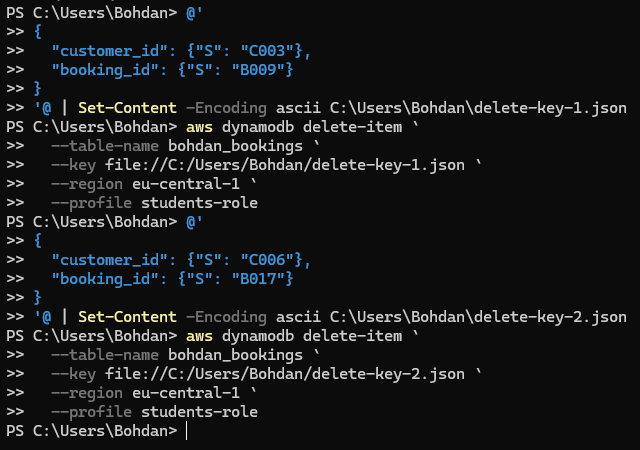 PS C:\Users\Bohdan> @'
>> {
>>   "customer_id": {"S": "C003"},
>>   "booking_id": {"S": "B009"}
>> }
>> '@ | Set-Content -Encoding ascii C:\Users\Bohdan\delete-key-1.json
PS C:\Users\Bohdan> aws dynamodb delete-item `
>>   --table-name bohdan_bookings `
>>   --key file://C:/Users/Bohdan/delete-key-1.json `
>>   --region eu-central-1 `
>>   --profile students-role
PS C:\Users\Bohdan> @'
>> {
>>   "customer_id": {"S": "C006"},
>>   "booking_id": {"S": "B017"}
>> }
>> '@ | Set-Content -Encoding ascii C:\Users\Bohdan\delete-key-2.json
PS C:\Users\Bohdan> aws dynamodb delete-item `
>>   --table-name bohdan_bookings `
>>   --key file://C:/Users/Bohdan/delete-key-2.json `
>>   --region eu-central-1 `
>>   --profile students-role
PS C:\Users\Bohdan>